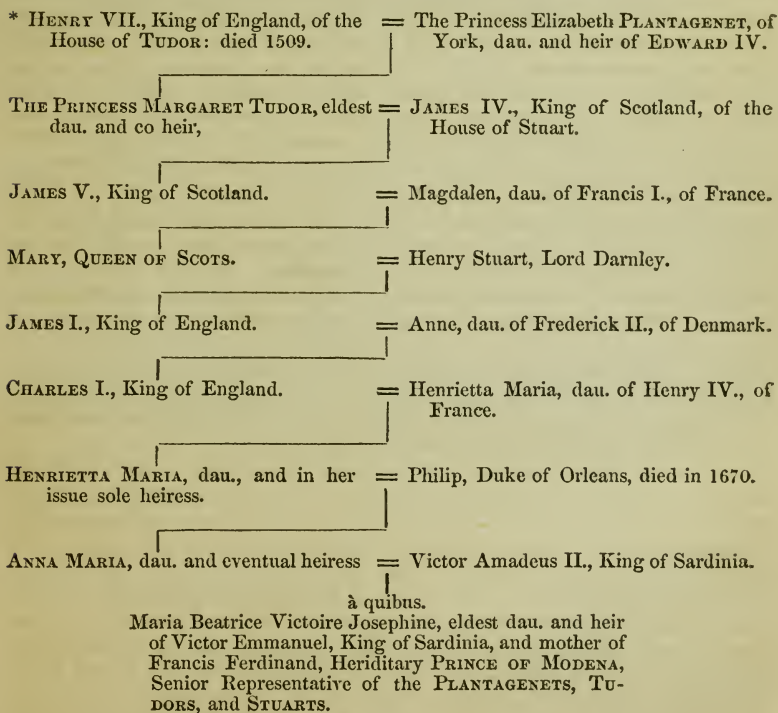 * HENRY VII., King of England, of the = The Princess Elizabeth PLANTAGENET, of
House of TUDOR: died 1509. York, dau. and heir of EDWARD IV.
THE PRINCESS MARGARET TUDOR, eldest = JAMES IV., King of Scotland, of the
dau. and co heir, House of Stuart.
JAMES V., King of Scotland. = Magdalen, dau. of Francis I., of France.
MARY, QUEEN OF SCOTS. = Henry Stuart, Lord Darnley.
JAMES I., King of England. = Anne, dau. of Frederick II., of Denmark.
CHARLES I., King of England. = Henrietta Maria, dau. of Henry IV., of
France.
HENRIETTA MARIA, dau., and in her = Philip, Duke of Orleans, died in 1670.
issue sole heiress.
ANNA MARIA, dau. and eventual heiress = Victor Amadeus II., King of Sardinia.
à quibus.
Maria Beatrice Victoire Josephine, eldest dau. and heir
of Victor Emmanuel, King of Sardinia, and mother of
Francis Ferdinand, Heriditary PRINCE OF MODENA,
Senior Representative of the PLANTAGENETS, TU-
DORS, and STUARTS.